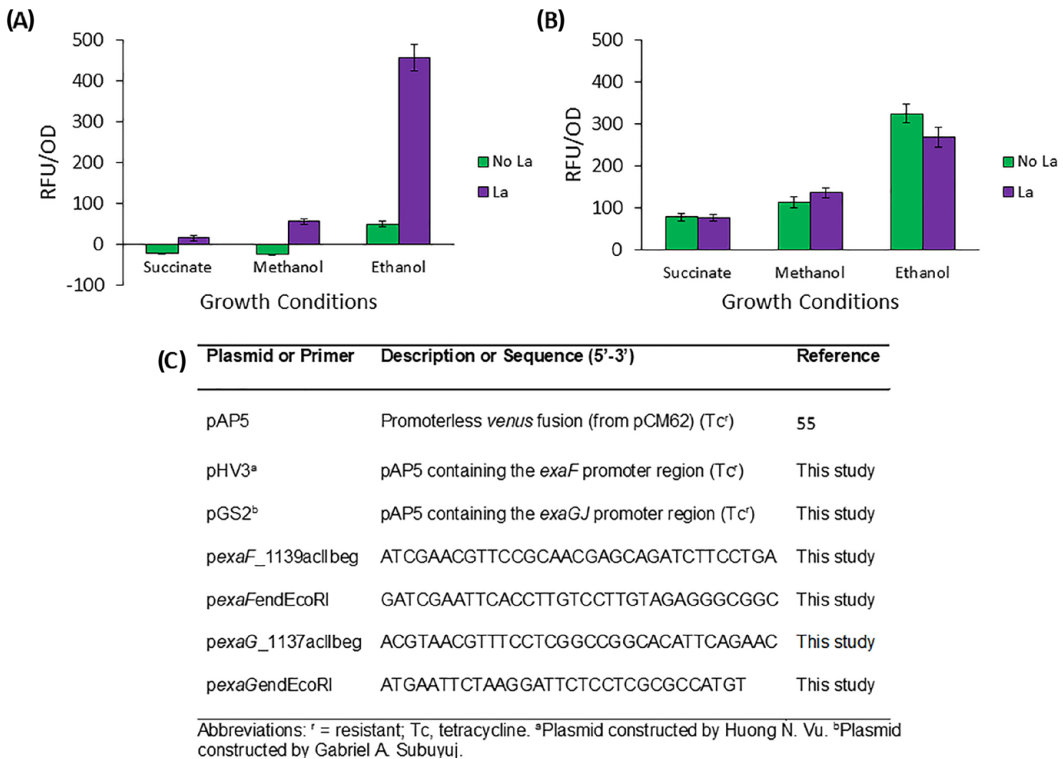 (A)
500
400
300
200
100
0
-100
RFU/OD
Succinate Methanol Ethanol
Growth Conditions
No La
La
(B)
500
400
300
200
100
0
RFU/OD
Succinate Methanol Ethanol
Growth Conditions
No La
La
(C) Plasmid or Primer Description or Sequence (5'-3') Reference
pAP5 Promoterless venus fusion (from pCM62) (Tcʳ) 55
pHV3ᵃ pAP5 containing the exaF promoter region (Tcʳ) This study
pGS2ᵇ pAP5 containing the exaGJ promoter region (Tcʳ) This study
pexaF_1139aclIbeg ATCGAACGTTCCGCAACGAGCAGATCTTCCTGA This study
pexaFendEcoRI GATCGAATTCACCTTGTCCTTGTAGAGGGCGGC This study
pexaG_1137aclIbeg ACGTAACGTTTCCTCGGCCGGCACATTCAGAAC This study
pexaGendEcoRI ATGAATTCTAAGGATTCTCCTCGCGCCATGT This study
Abbreviations: ʳ = resistant; Tc, tetracycline. ᵃPlasmid constructed by Huong N. Vu. ᵇPlasmid
constructed by Gabriel A. Subuyuj.